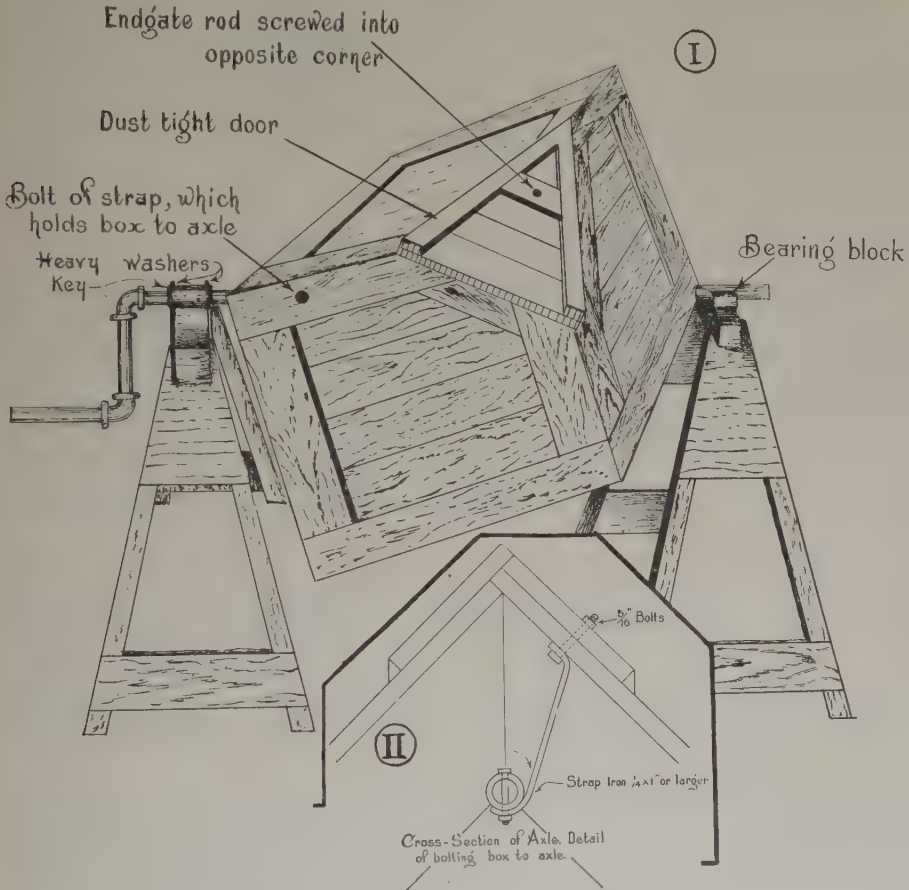 Endgate rod screwed into
opposite corner
I
Dust tight door
Bolt of strap, which
holds box to axle
Heavy washers
Key
Bearing block
5/16" Bolts
II
Strap Iron 1/4x1" or larger
Cross-Section of Axle. Detail
of bolting box to axle.